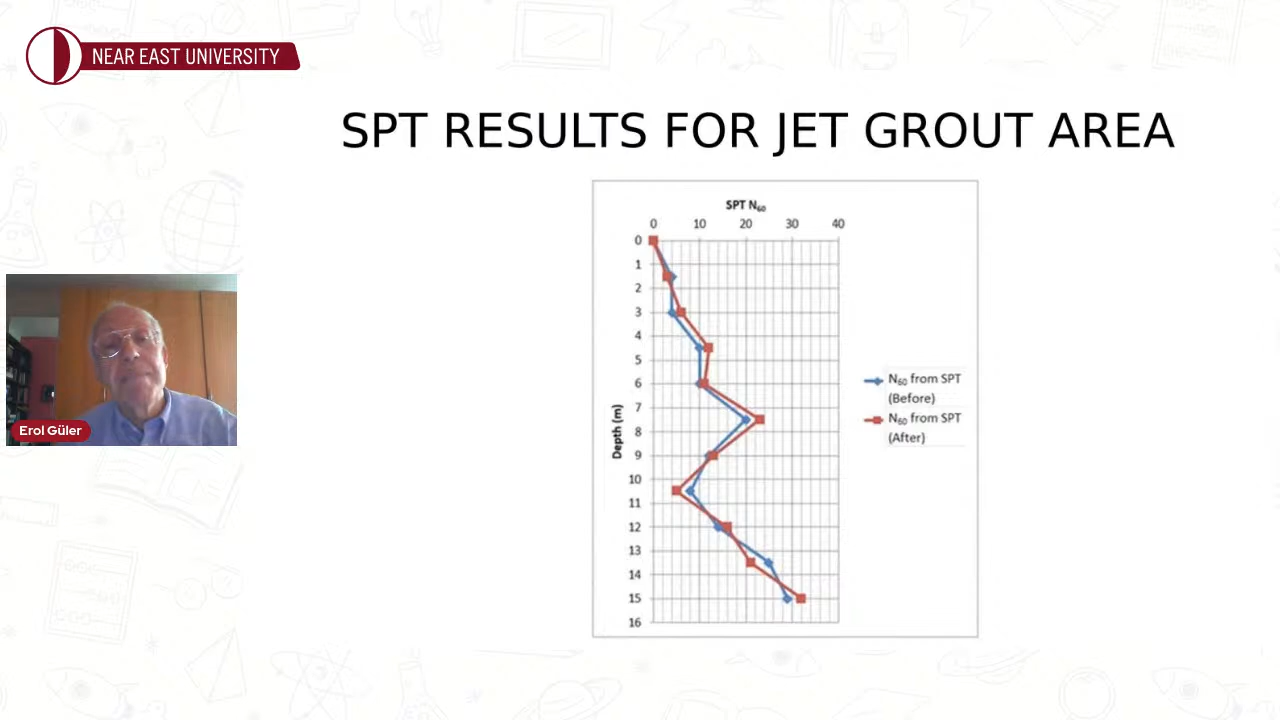 NEAR EAST UNIVERSITY
SPT RESULTS FOR JET GROUT AREA
SPT N60
0 10 20 30 40
0
1
2
3
4
5
6
7
8
9
10
11
12
13
14
15
16
Depth (m)
N60 from SPT
(Before)
N60 from SPT
(After)
Erol Güler